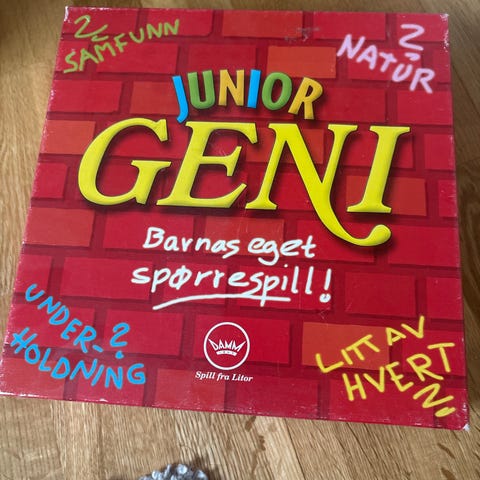 ?
SAMFUNN
?
NATUR
JUNIOR
GENI
Barnas eget
spørrespill!
UNDER-?
HOLDNING
DAMM
Spill fra Litor
LITT AV
HVERT?